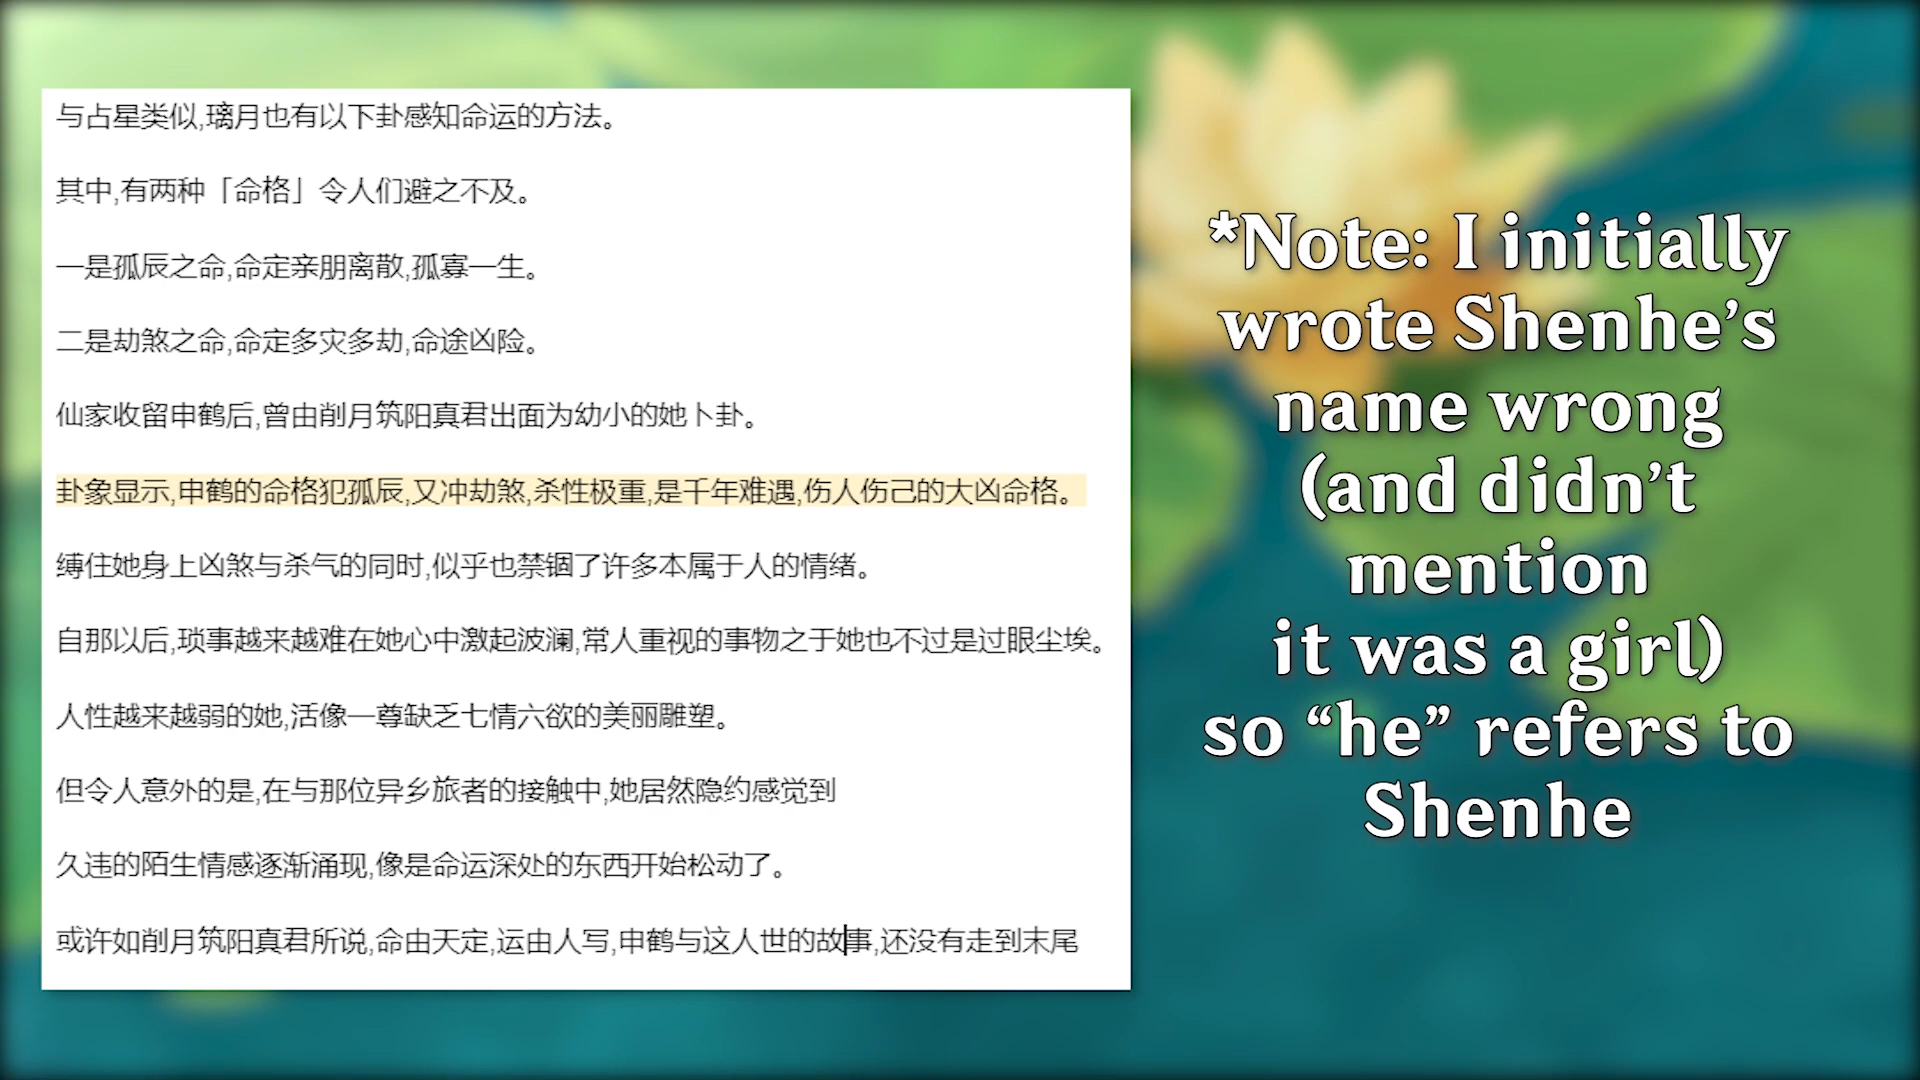 与占星类似,璃月也有以下卦感知命运的方法。
其中,有两种「命格」令人们避之不及。
一是孤辰之命,命定亲朋离散,孤寡一生。
二是劫煞之命,命定多灾多劫,命途凶险。
仙家收留申鹤后,曾由削月筑阳真君出面为幼小的她卜卦。
卦象显示,申鹤的命格犯孤辰,又冲劫煞,杀性极重,是千年难遇,伤人伤己的大凶命格。
缚住她身上凶煞与杀气的同时,似乎也禁锢了许多本属于人的情绪。
自那以后,琐事越来越难在她心中激起波澜,常人重视的事物之于她也不过是过眼尘埃。
人性越来越弱的她,活像一尊缺乏七情六欲的美丽雕塑。
但令人意外的是,在与那位异乡旅者的接触中,她居然隐约感觉到
久违的陌生情感逐渐涌现,像是命运深处的东西开始松动了。
或许如削月筑阳真君所说,命由天定,运由人写,申鹤与这人世的故事,还没有走到末尾
*Note: I initially
wrote Shenhe’s
name wrong
(and didn’t
mention
it was a girl)
so “he” refers to
Shenhe